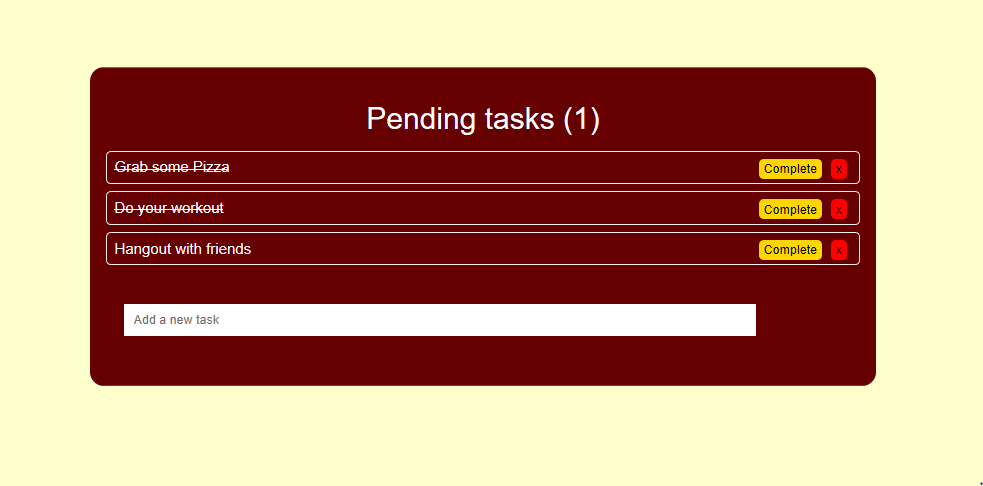 Pending tasks (1)
Grab some Pizza Complete x
Do your workout Complete x
Hangout with friends Complete x
Add a new task